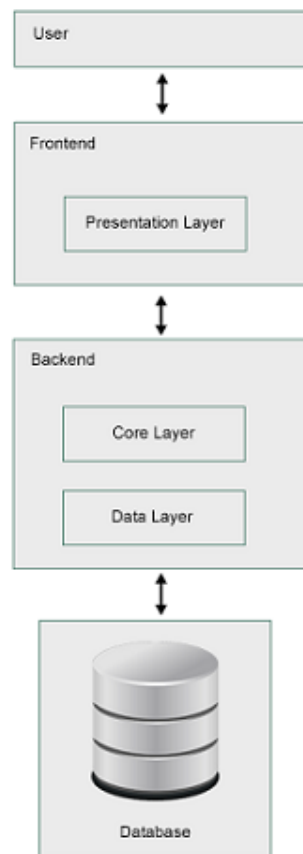 User
Frontend
Presentation Layer
Backend
Core Layer
Data Layer
Database